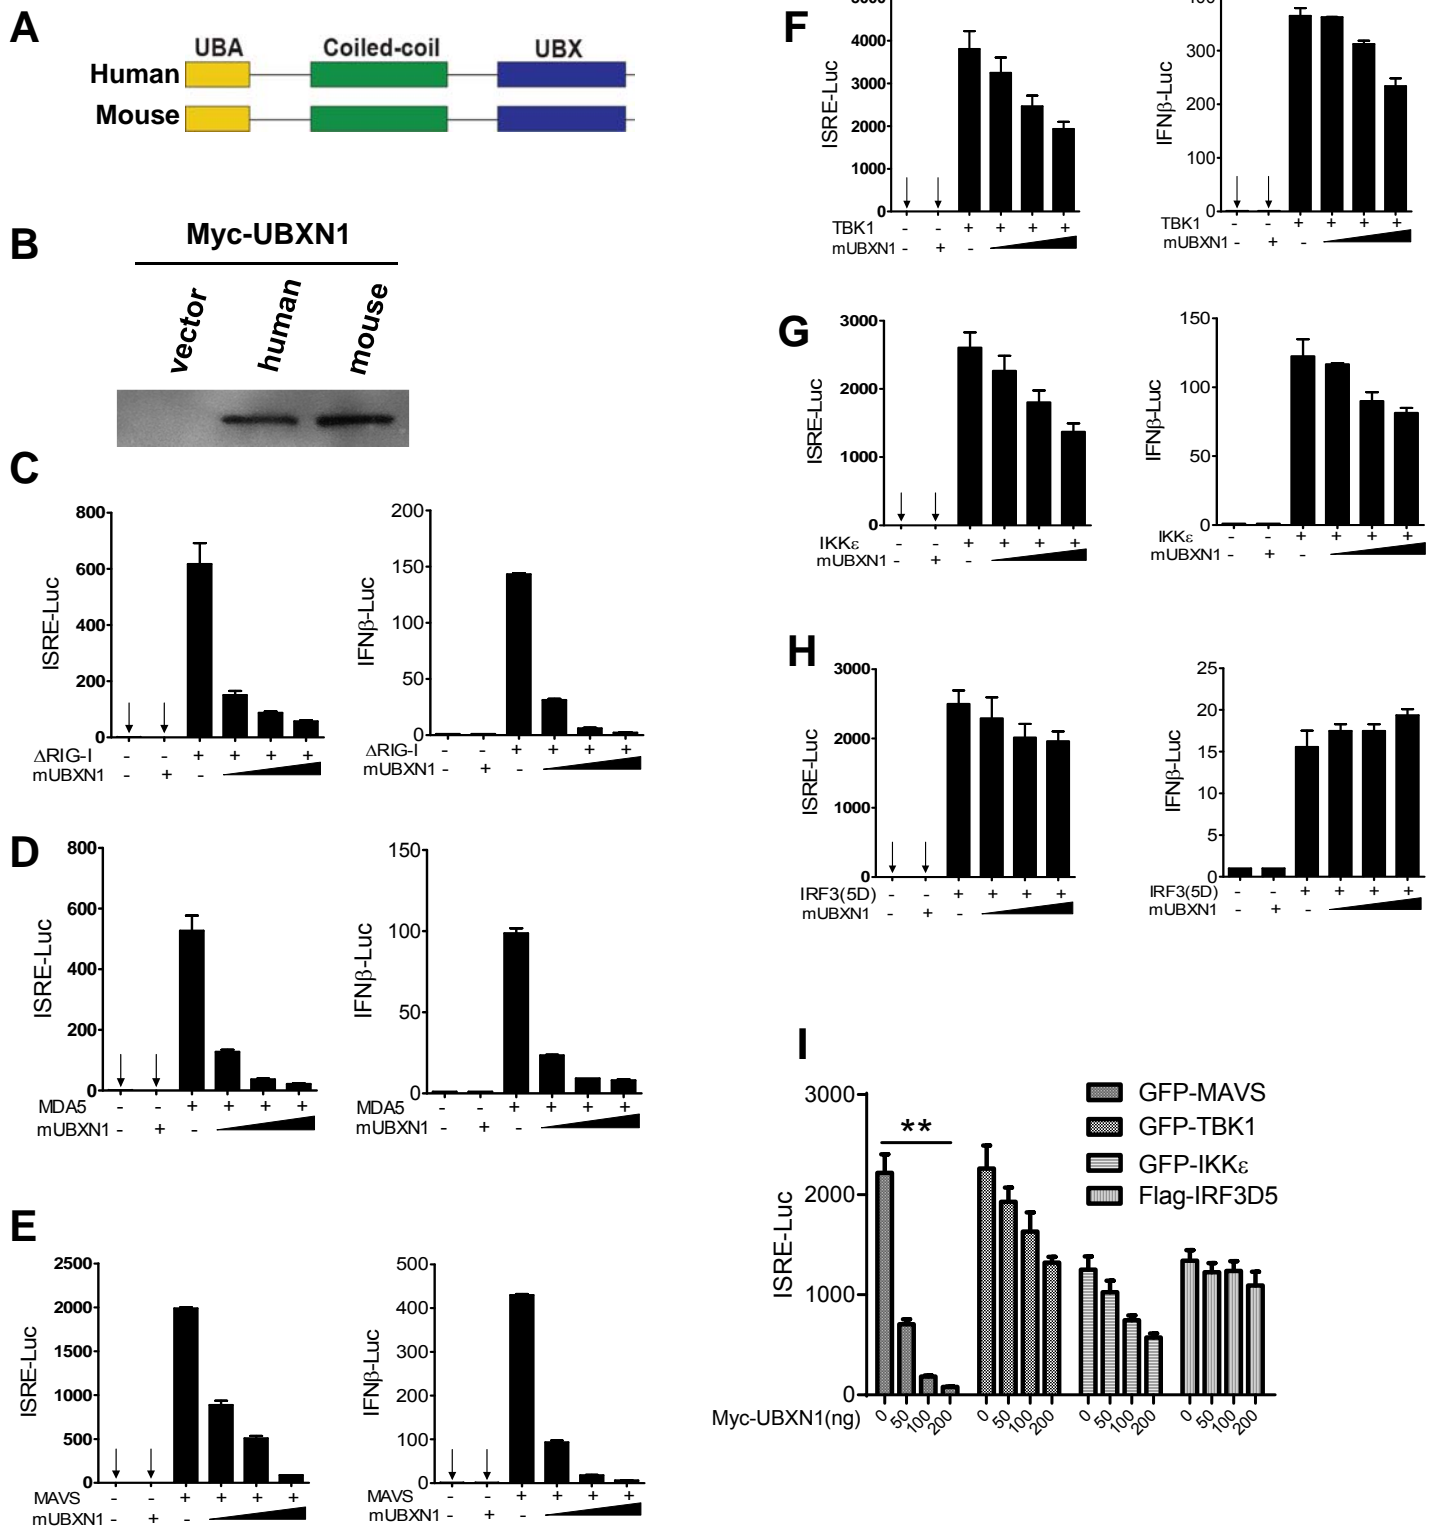 A
UBA Coiled-coil UBX
Human
Mouse
B
Myc-UBXN1
vector human mouse
C
ISRE-Luc
800
600
400
200
0
ΔRIG-I - - + + + +
mUBXN1 - + -
IFNβ-Luc
200
150
100
50
0
ΔRIG-I - - + + + +
mUBXN1 - + -
D
ISRE-Luc
800
600
400
200
0
MDA5 - - + + + +
mUBXN1 - + -
IFNβ-Luc
150
100
50
0
MDA5 - - + + + +
mUBXN1 - + -
E
ISRE-Luc
2500
2000
1500
1000
500
0
MAVS - - + + + +
mUBXN1 - + -
IFNβ-Luc
500
400
300
200
100
0
MAVS - - + + + +
mUBXN1 - + -
F
ISRE-Luc
4000
3000
2000
1000
0
TBK1 - - + + + +
mUBXN1 - + -
IFNβ-Luc
300
200
100
0
TBK1 - - + + + +
mUBXN1 - + -
G
ISRE-Luc
3000
2000
1000
0
IKKε - - + + + +
mUBXN1 - + -
IFNβ-Luc
150
100
50
0
IKKε - - + + + +
mUBXN1 - + -
H
ISRE-Luc
3000
2000
1000
0
IRF3(5D) - - + + + +
mUBXN1 - + -
IFNβ-Luc
25
20
15
10
5
0
IRF3(5D) - - + + + +
mUBXN1 - + -
I
ISRE-Luc
3000
2000
1000
0
**
GFP-MAVS
GFP-TBK1
GFP-IKKε
Flag-IRF3D5
Myc-UBXN1(ng) 0 50 100 200 0 50 100 200 0 50 100 200 0 50 100 200